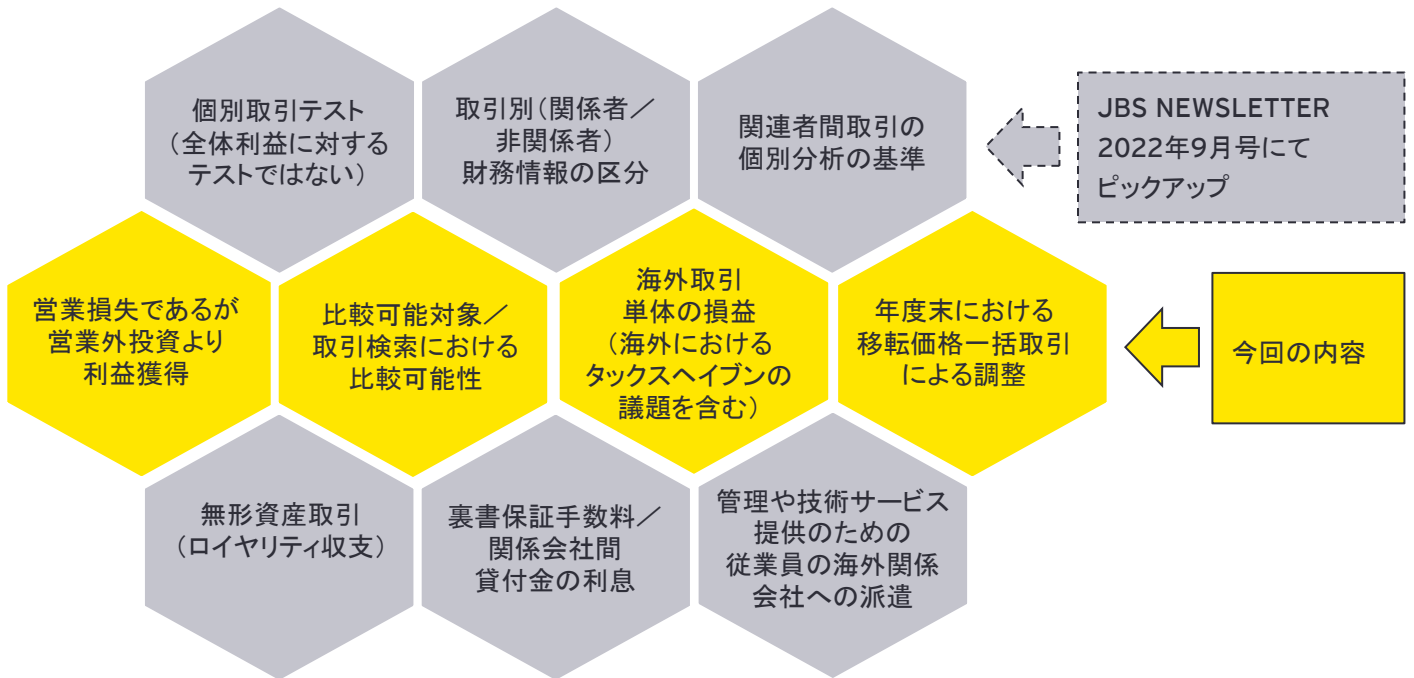 個別取引テスト
（全体利益に対する
テストではない）
取引別（関係者／
非関係者）
財務情報の区分
関連者間取引の
個別分析の基準
JBS NEWSLETTER
2022年9月号にて
ピックアップ
営業損失であるが
営業外投資より
利益獲得
比較可能対象／
取引検索における
比較可能性
海外取引
単体の損益
（海外における
タックスヘイブンの
議題を含む）
年度末における
移転価格一括取引
による調整
今回の内容
無形資産取引
（ロイヤリティ収支）
裏書保証手数料／
関係会社間
貸付金の利息
管理や技術サービス
提供のための
従業員の海外関係
会社への派遣